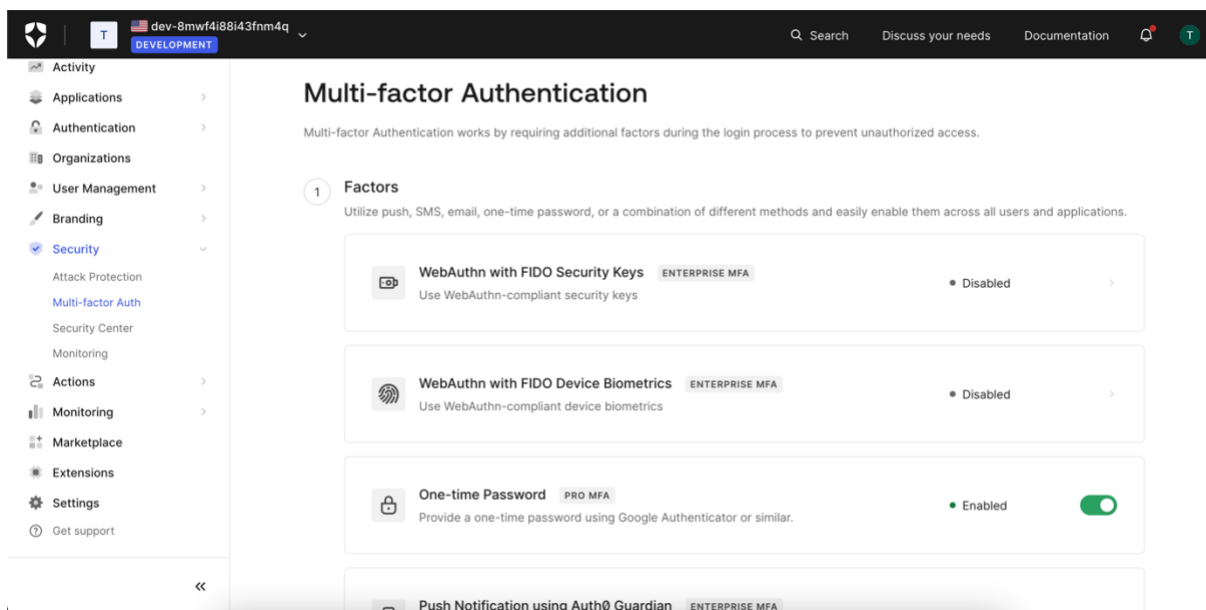 T
dev-8mwf4i88i43fnm4q
DEVELOPMENT
Search
Discuss your needs
Documentation
T
Activity
Applications
Authentication
Organizations
User Management
Branding
Security
Attack Protection
Multi-factor Auth
Security Center
Monitoring
Actions
Monitoring
Marketplace
Extensions
Settings
Get support
Multi-factor Authentication
Multi-factor Authentication works by requiring additional factors during the login process to prevent unauthorized access.
1
Factors
Utilize push, SMS, email, one-time password, or a combination of different methods and easily enable them across all users and applications.
WebAuthn with FIDO Security Keys ENTERPRISE MFA
Use WebAuthn-compliant security keys
Disabled
WebAuthn with FIDO Device Biometrics ENTERPRISE MFA
Use WebAuthn-compliant device biometrics
Disabled
One-time Password PRO MFA
Provide a one-time password using Google Authenticator or similar.
Enabled
Push Notification using Auth0 Guardian ENTERPRISE MFA